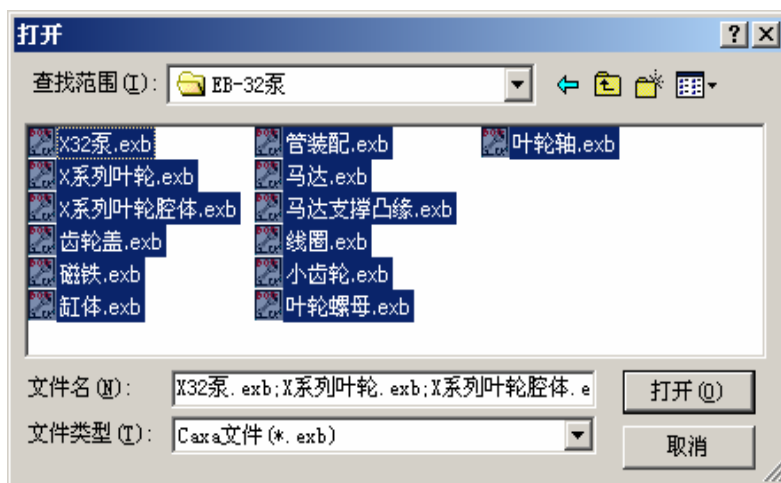 打开
查找范围(I): EB-32泵
X32泵.exb 管装配.exb 叶轮轴.exb
X系列叶轮.exb 马达.exb
X系列叶轮腔体.exb 马达支撑凸缘.exb
齿轮盖.exb 线圈.exb
磁铁.exb 小齿轮.exb
缸体.exb 叶轮螺母.exb
文件名(N): X32泵.exb;X系列叶轮.exb;X系列叶轮腔体.e 打开(O)
文件类型(T): Caxa文件(*.exb) 取消